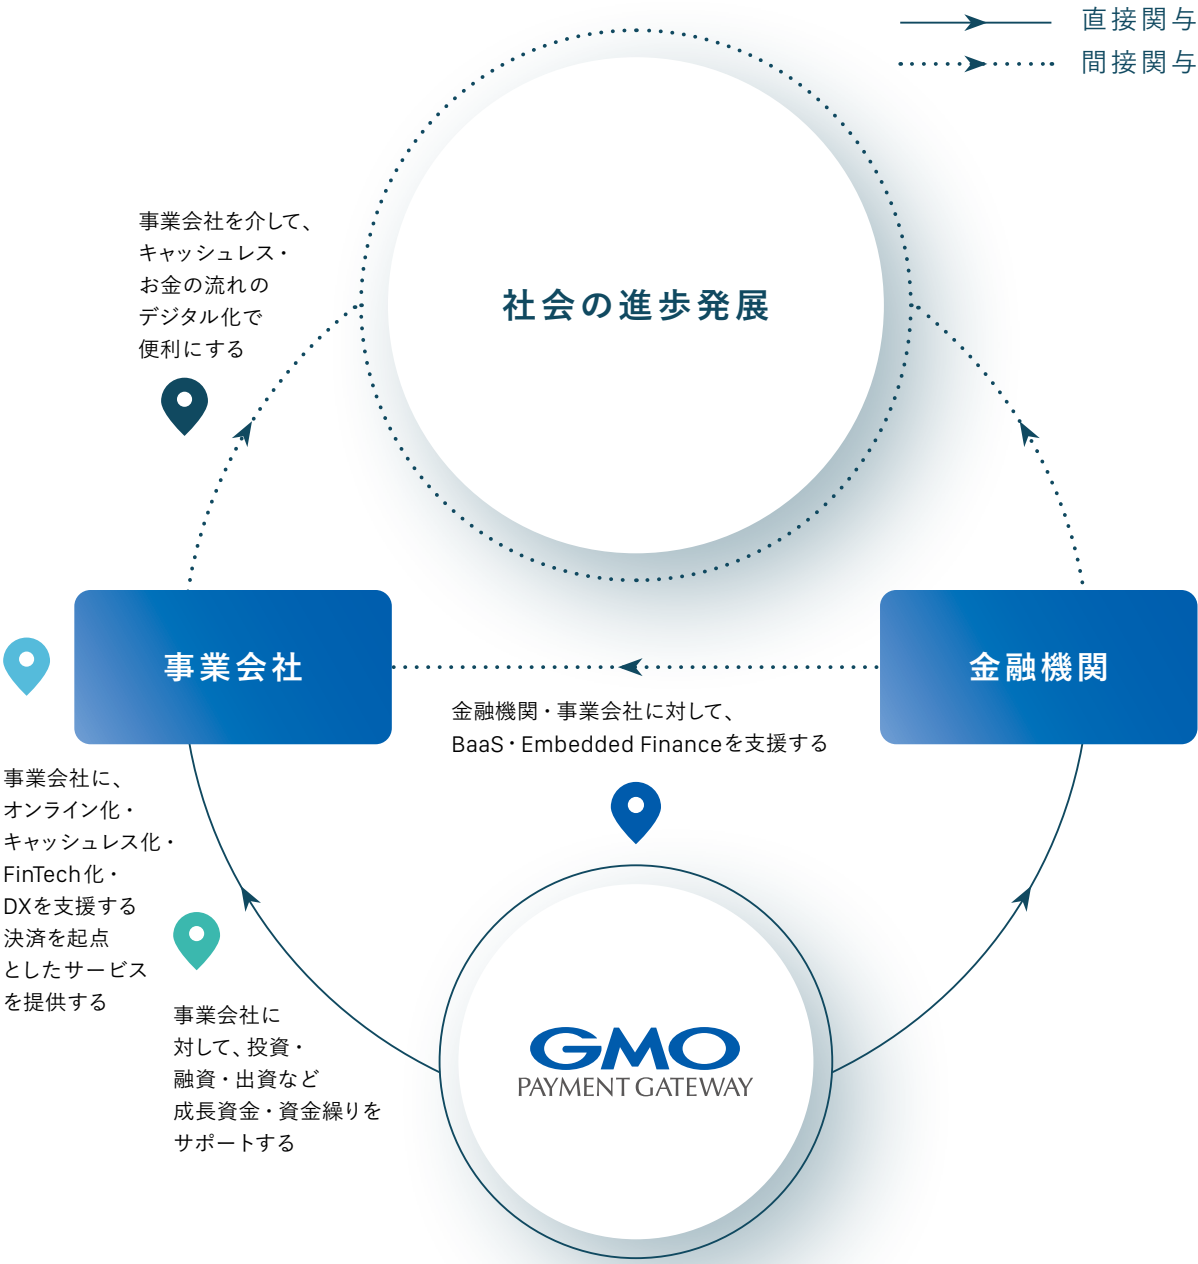 直接関与
間接関与
事業会社を介して、
キャッシュレス・
お金の流れの
デジタル化で
便利にする
社会の進歩発展
事業会社
金融機関
金融機関・事業会社に対して、
BaaS・Embedded Financeを支援する
事業会社に、
オンライン化・
キャッシュレス化・
FinTech化・
DXを支援する
決済を起点
としたサービス
を提供する
事業会社に
対して、投資・
融資・出資など
成長資金・資金繰りを
サポートする
GMO
PAYMENT GATEWAY